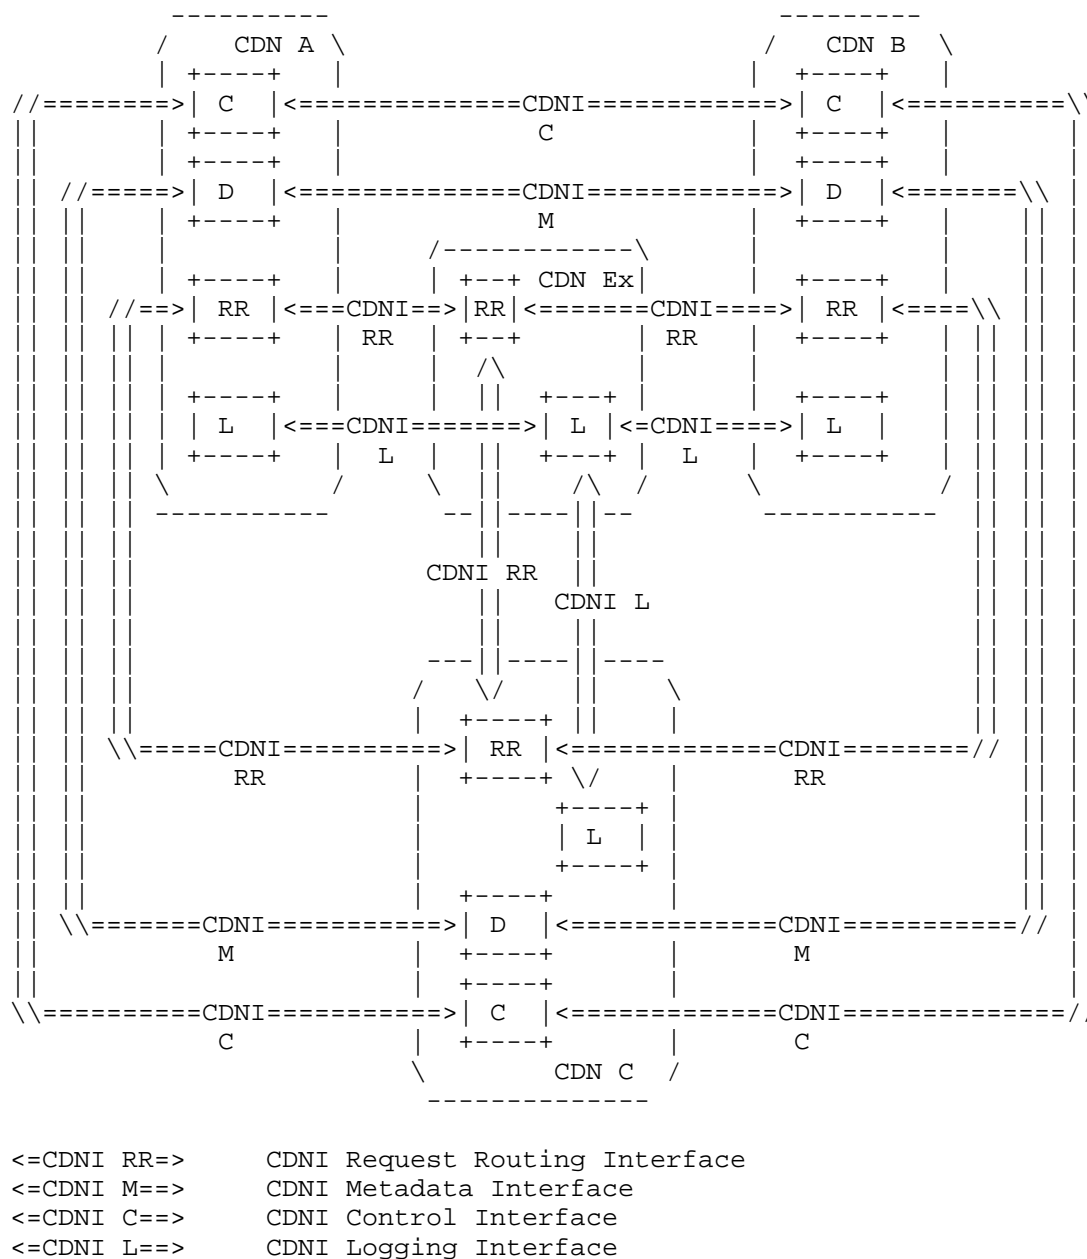 CDN A CDN B
C CDNI C
C
D CDNI D
M
CDN Ex
RR CDNI RR CDNI RR
RR RR
L CDNI L CDNI L
L L
CDNI RR
CDNI L
CDNI RR CDNI
RR RR
L
CDNI D CDNI
M M
CDNI C CDNI
C C
CDN C
<=CDNI RR=> CDNI Request Routing Interface
<=CDNI M==> CDNI Metadata Interface
<=CDNI C==> CDNI Control Interface
<=CDNI L==> CDNI Logging Interface